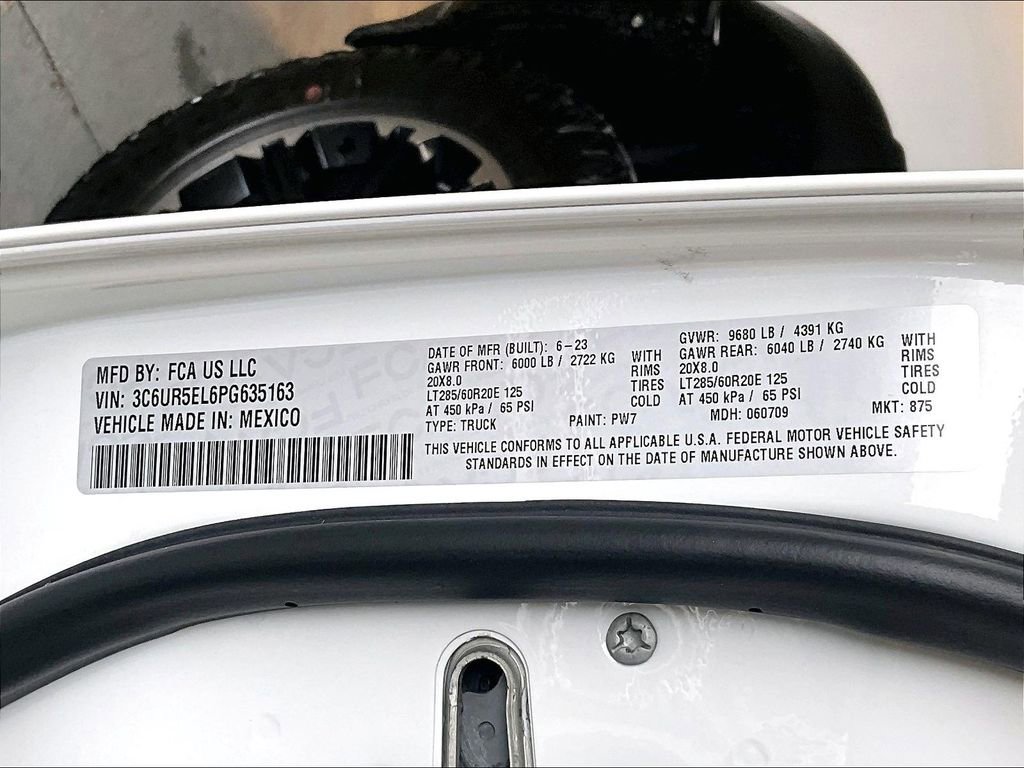 MFD BY: FCA US LLC
VIN: 3C6UR5EL6PG635163
VEHICLE MADE IN: MEXICO
DATE OF MFR (BUILT): 6-23
GAWR FRONT: 6000 LB / 2722 KG
20X8.0
LT285/60R20E 125
AT 450 kPa / 65 PSI
WITH
RIMS
TIRES
COLD
GVWR: 9680 LB / 4391 KG
GAWR REAR: 6040 LB / 2740 KG
20X8.0
LT285/60R20E 125
AT 450 kPa / 65 PSI
WITH
RIMS
TIRES
COLD
TYPE: TRUCK PAINT: PW7 MDH: 060709 MKT: 875
THIS VEHICLE CONFORMS TO ALL APPLICABLE U.S.A. FEDERAL MOTOR VEHICLE SAFETY
STANDARDS IN EFFECT ON THE DATE OF MANUFACTURE SHOWN ABOVE.